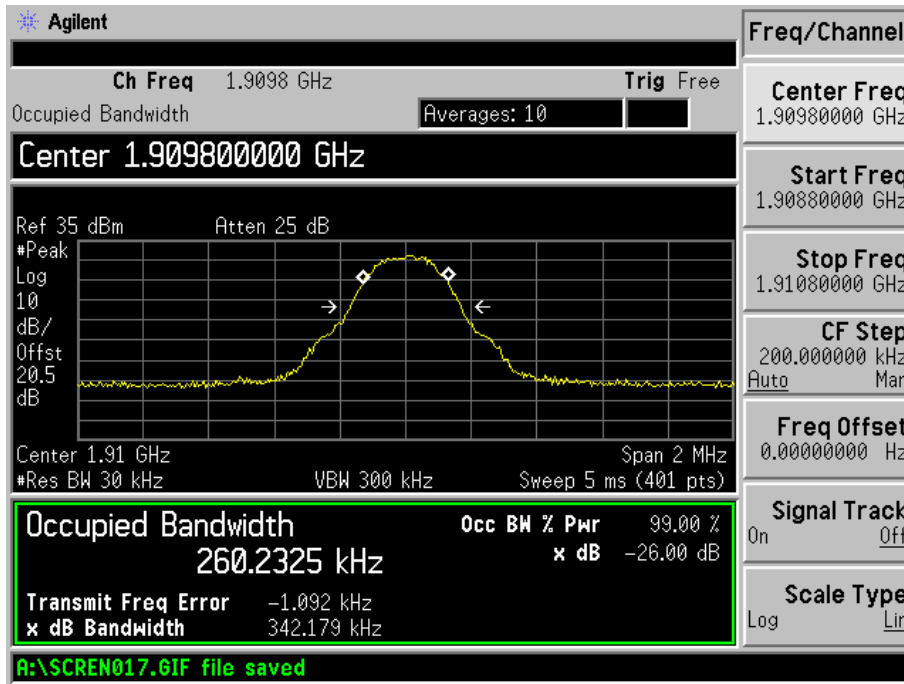 Agilent
Ch Freq 1.9098 GHz Trig Free
Occupied Bandwidth Averages: 10
Center 1.909800000 GHz
Ref 35 dBm Atten 25 dB
#Peak
Log
10
dB/
Offst
20.5
dB
Center 1.91 GHz Span 2 MHz
#Res BW 30 kHz VBW 300 kHz Sweep 5 ms (401 pts)
Occupied Bandwidth Occ BW % Pwr 99.00 %
260.2325 kHz x dB -26.00 dB
Transmit Freq Error -1.092 kHz
x dB Bandwidth 342.179 kHz
A:\SCREN017.GIF file saved
Freq/Channel
Center Freq
1.90980000 GHz
Start Freq
1.90880000 GHz
Stop Freq
1.91080000 GHz
CF Step
200.000000 kHz
Auto Man
Freq Offset
0.00000000 Hz
Signal Track
On Off
Scale Type
Log Lin